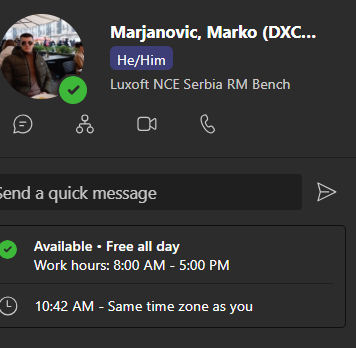 Marjanovic, Marko (DXC...
He/Him
Luxoft NCE Serbia RM Bench
Send a quick message
Available • Free all day
Work hours: 8:00 AM - 5:00 PM
10:42 AM - Same time zone as you